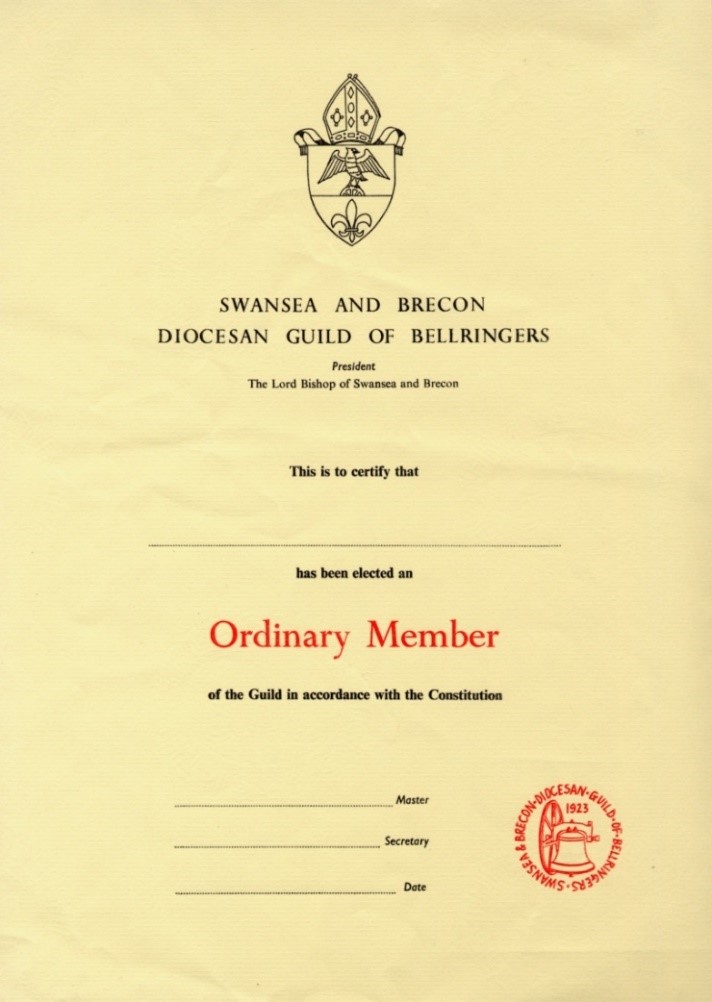 SWANSEA AND BRECON
DIOCESAN GUILD OF BELLRINGERS
President
The Lord Bishop of Swansea and Brecon
This is to certify that
has been elected an
Ordinary Member
of the Guild in accordance with the Constitution
Master
Secretary
Date
SWANSEA & BRECON·DIOCESAN·GUILD·OF·BELLRINGERS·
1923